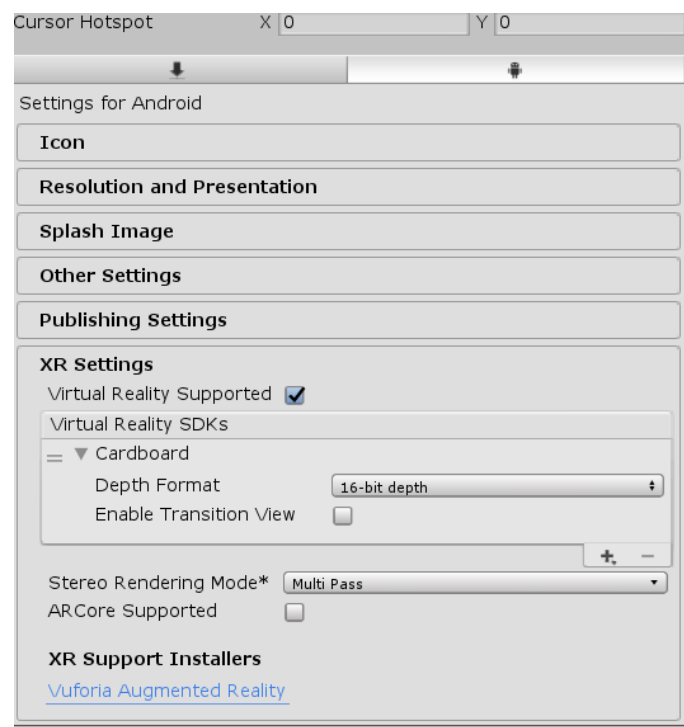 Cursor Hotspot X 0 Y 0
Settings for Android
Icon
Resolution and Presentation
Splash Image
Other Settings
Publishing Settings
XR Settings
Virtual Reality Supported
Virtual Reality SDKs
Cardboard
Depth Format 16-bit depth
Enable Transition View
Stereo Rendering Mode* Multi Pass
ARCore Supported
XR Support Installers
Vuforia Augmented Reality